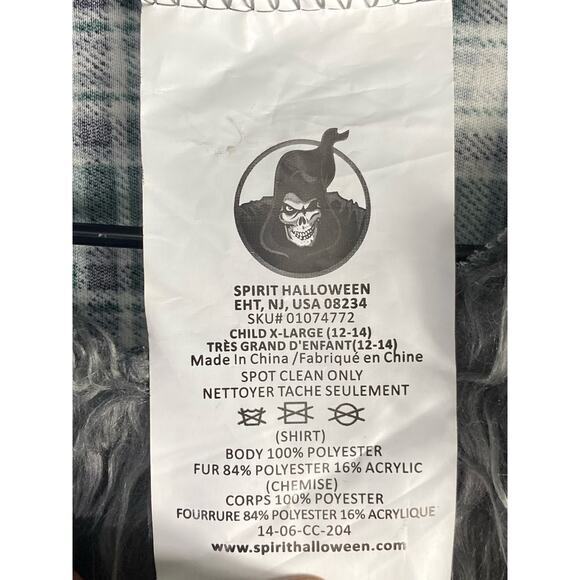 SPIRIT HALLOWEEN
EHT, NJ, USA 08234
SKU# 01074772
CHILD X-LARGE (12-14)
TRÈS GRAND D'ENFANT(12-14)
Made In China /Fabriqué en Chine
SPOT CLEAN ONLY
NETTOYER TACHE SEULEMENT
(SHIRT)
BODY 100% POLYESTER
FUR 84% POLYESTER 16% ACRYLIC
(CHEMISE)
CORPS 100% POYESTER
FOURRURE 84% POLYESTER 16% ACRYLIQUE
14-06-CC-204
www.spirithalloween.com